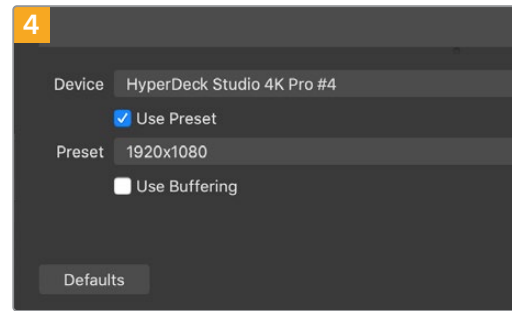 4
Device HyperDeck Studio 4K Pro #4
Use Preset
Preset 1920x1080
Use Buffering
Defaults